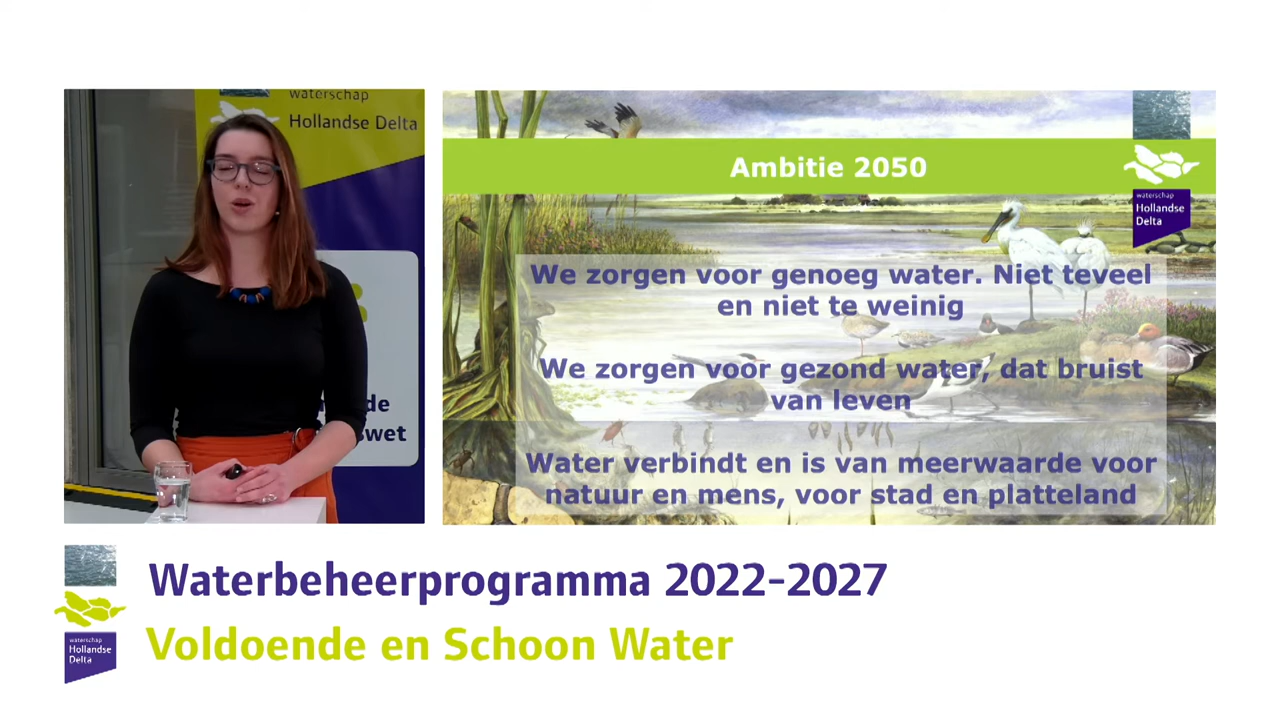 waterschap
Hollandse Delta
de
swet
Ambitie 2050
waterschap
Hollandse
Delta
We zorgen voor genoeg water. Niet teveel
en niet te weinig
We zorgen voor gezond water, dat bruist
van leven
Water verbindt en is van meerwaarde voor
natuur en mens, voor stad en platteland
waterschap
Hollandse
Delta
Waterbeheerprogramma 2022-2027
Voldoende en Schoon Water